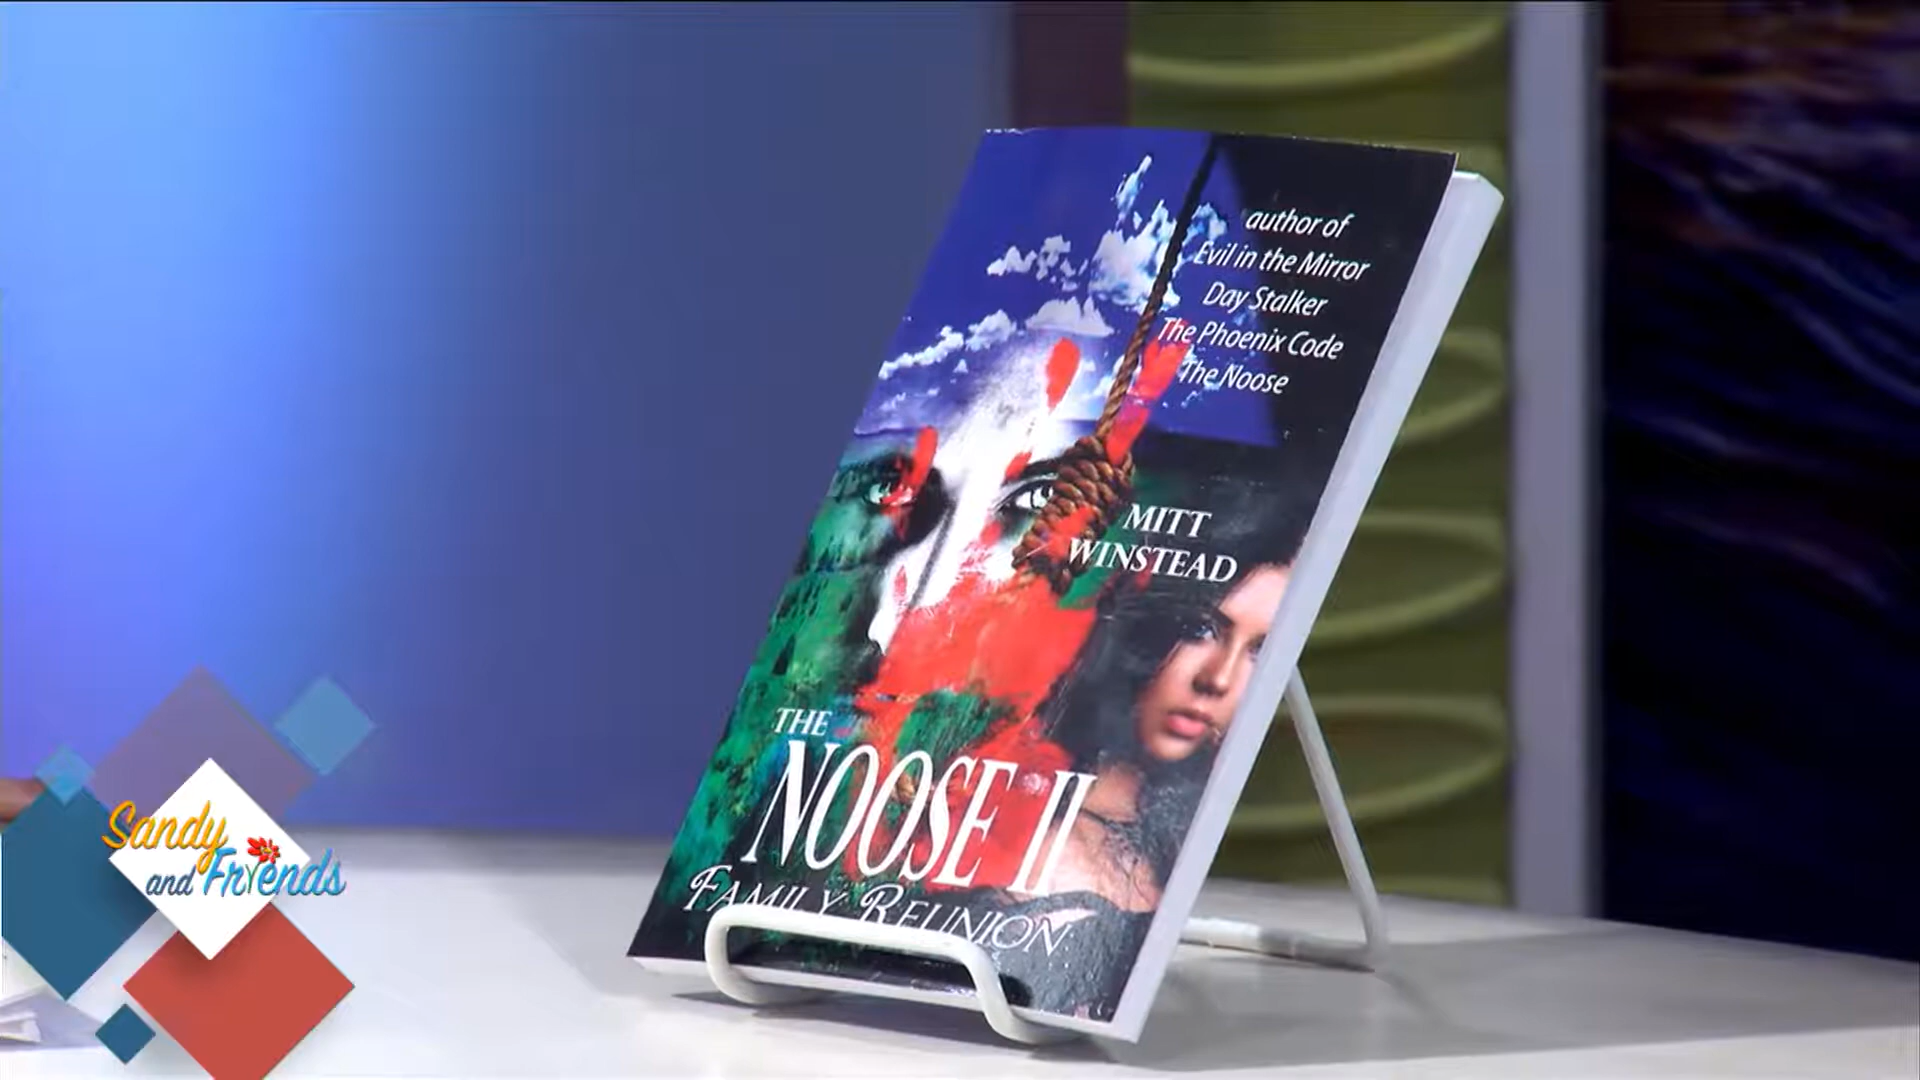 author of
Evil in the Mirror
Day Stalker
The Phoenix Code
The Noose
MITT
WINSTEAD
THE
NOOSE II
FAMILY REUNION
Sandy
and Friends